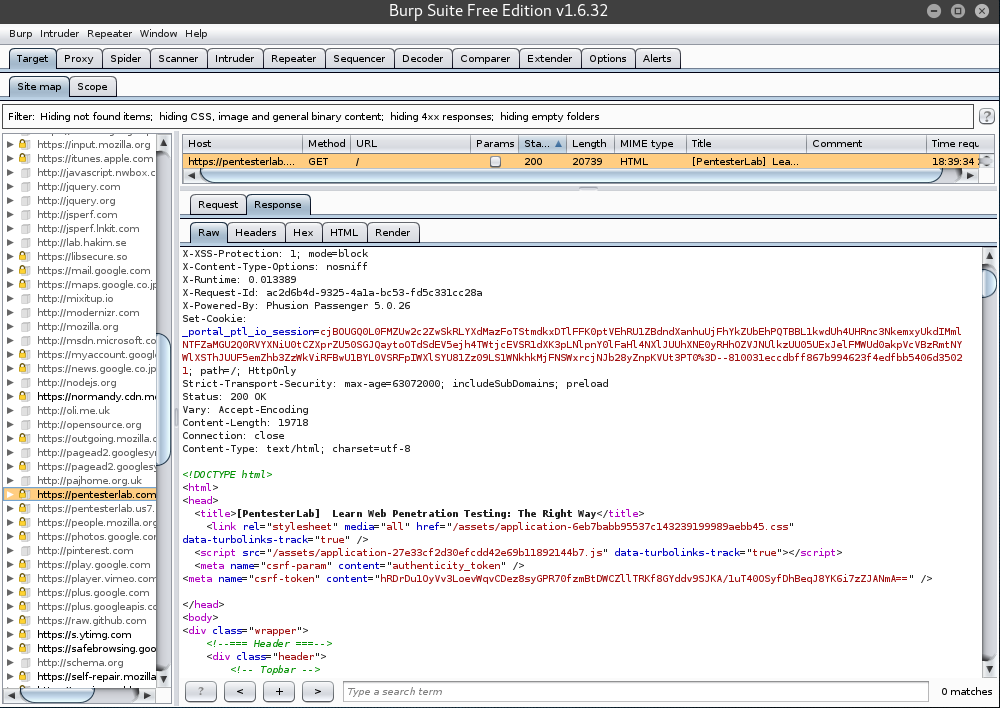 Burp Suite Free Edition v1.6.32
Burp Intruder Repeater Window Help
Target Proxy Spider Scanner Intruder Repeater Sequencer Decoder Comparer Extender Options Alerts
Site map Scope
Filter: Hiding not found items; hiding CSS, image and general binary content; hiding 4xx responses; hiding empty folders ?
https://input.mozilla.org
https://itunes.apple.com
http://javascript.nwbox.c
http://jquery.com
http://jquery.org
http://jsperf.com
http://jsperf.lnkit.com
http://lab.hakim.se
https://libsecure.so
https://mail.google.com
https://maps.google.co.jp
http://mixitup.io
http://modernizr.com
http://mozilla.org
http://msdn.microsoft.co
https://myaccount.google
https://news.google.co.jp
http://nodejs.org
https://normandy.cdn.mo
http://oli.me.uk
http://opensource.org
https://outgoing.mozilla.o
http://pagead2.googlesyn
https://pagead2.googlesy
http://pajhome.org.uk
https://pentesterlab.com
https://pentesterlab.us7.
https://people.mozilla.org
https://photos.google.com
http://pinterest.com
https://play.google.com
https://player.vimeo.com
https://plus.google.com
https://plus.googleapis.co
https://raw.github.com
https://s.ytimg.com
https://safebrowsing.goo
http://schema.org
https://self-repair.mozilla
Host Method URL Params Sta... Length MIME type Title Comment Time requ
https://pentesterlab.... GET / 200 20739 HTML [PentesterLab] Lea... 18:39:34
Request Response
Raw Headers Hex HTML Render
X-XSS-Protection: 1; mode=block
X-Content-Type-Options: nosniff
X-Runtime: 0.013389
X-Request-Id: ac2d6b4d-9325-4a1a-bc53-fd5c331cc28a
X-Powered-By: Phusion Passenger 5.0.26
Set-Cookie:
1; path=/; HttpOnly
Strict-Transport-Security: max-age=63072000; includeSubDomains; preload
Status: 200 OK
Vary: Accept-Encoding
Content-Length: 19718
Connection: close
Content-Type: text/html; charset=utf-8
<!DOCTYPE html>
<html>
<head>
<title>[PentesterLab] Learn Web Penetration Testing: The Right Way</title>
<link rel="stylesheet" media="all" href="/assets/application-6eb7babb95537c143239199989aebb45.css"
data-turbolinks-track="true" />
<script src="/assets/application-27e33cf2d30efcdd42e69b11892144b7.js" data-turbolinks-track="true"></script>
<meta name="csrf-param" content="authenticity_token" />
<meta name="csrf-token" content= />
</head>
<body>
<div class="wrapper">
<!--=== Header ===-->
<div class="header">
<!-- Topbar -->
? < + > Type a search term 0 matches